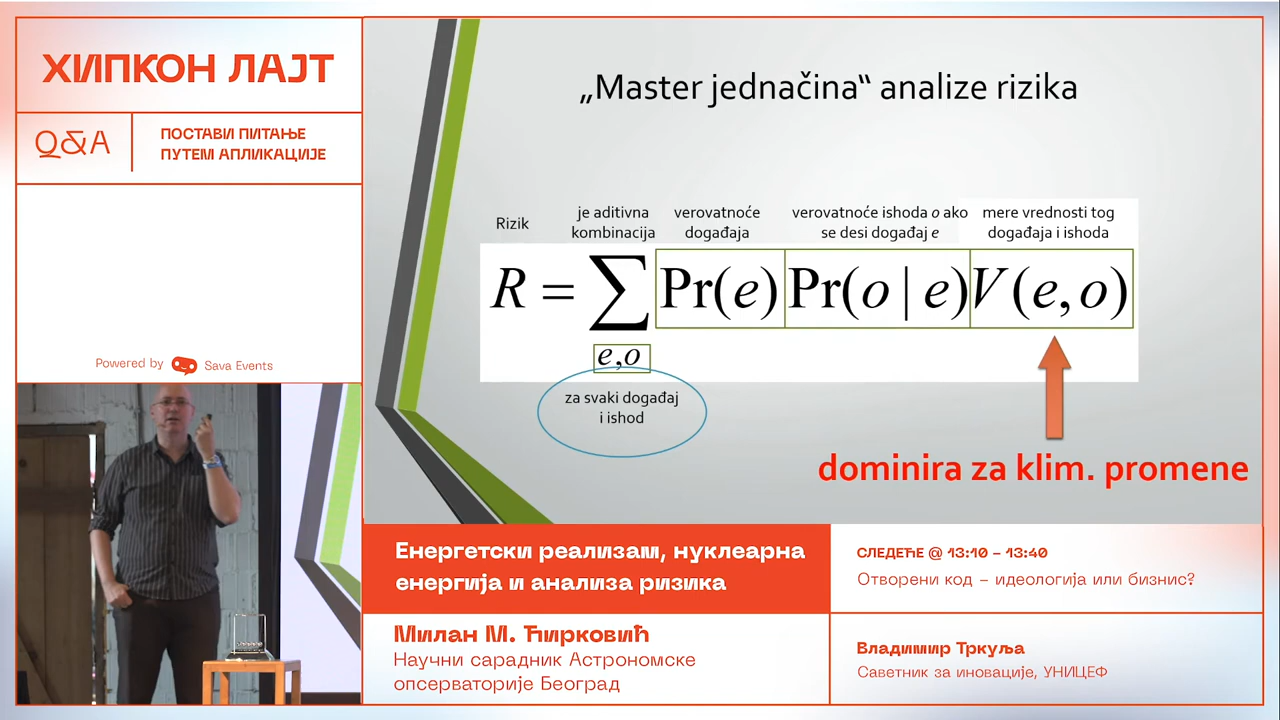 ХИПКОН ЛАЈТ
Q&A
ПОСТАВИ ПИТАЊЕ
ПУТЕМ АПЛИКАЦИЈЕ
Powered by Sava Events
„Master jednačina“ analize rizika
Rizik
je aditivna
kombinacija
verovatnoće
događaja
verovatnoće ishoda o ako
se desi događaj e
mere vrednosti tog
događaja i ishoda
R = ∑ Pr(e) Pr(o | e) V(e,o)
e,o
za svaki događaj
i ishod
dominira za klim. promene
Енергетски реализам, нуклеарна
енергија и анализа ризика
Милан М. Ћирковић
Научни сарадник Астрономске
опсерваторије Београд
СЛЕДЕЋЕ @ 13:10 – 13:40
Отворени код – идеологија или бизнис?
Владимир Тркуља
Саветник за иновације, УНИЦЕФ